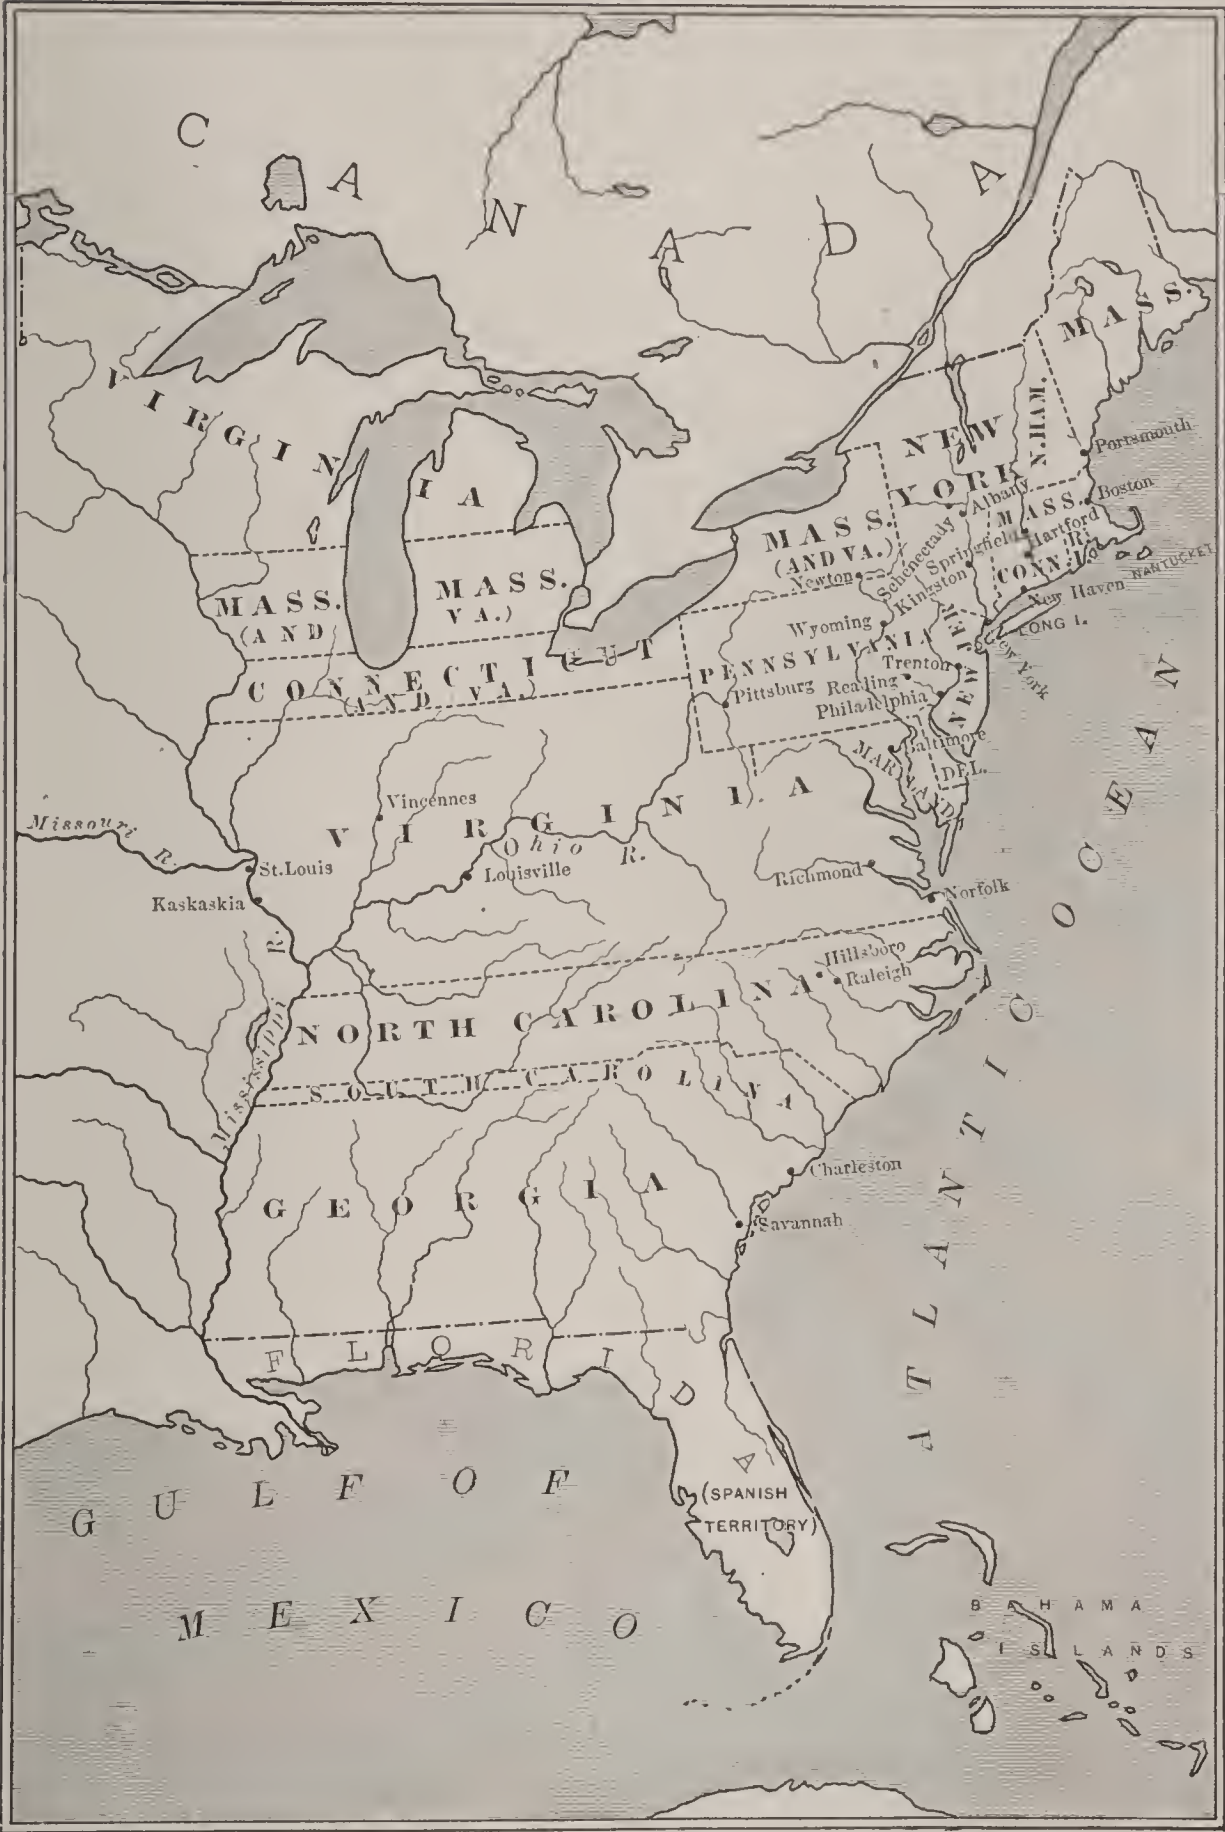 CANADA
VIRGINIA
MASS.
N. HAM.
NEW
YORK
Portsmouth
Boston
Albany
MASS.
Schenectady
Springfield
Hartford
R. I.
CONN.
NANTUCKET
MASS.
(AND VA.)
Newton
Kingston
New Haven
LONG I.
New York
MASS.
(AND
MASS.
VA.)
CONNECTICUT
(AND VA.)
Wyoming
PENNSYLVANIA
Trenton
Pittsburg
Reading
Philadelphia
NEW JER.
Baltimore
MARYLAND
DEL.
VIRGINIA
Vincennes
Missouri R.
Ohio R.
St. Louis
Louisville
Kaskaskia
Richmond
Norfolk
Mississippi R.
NORTH CAROLINA
Hillsboro
Raleigh
SOUTH CAROLINA
Charleston
GEORGIA
Savannah
FLORIDA
(SPANISH
TERRITORY)
ATLANTIC OCEAN
GULF OF
MEXICO
BAHAMA
ISLANDS